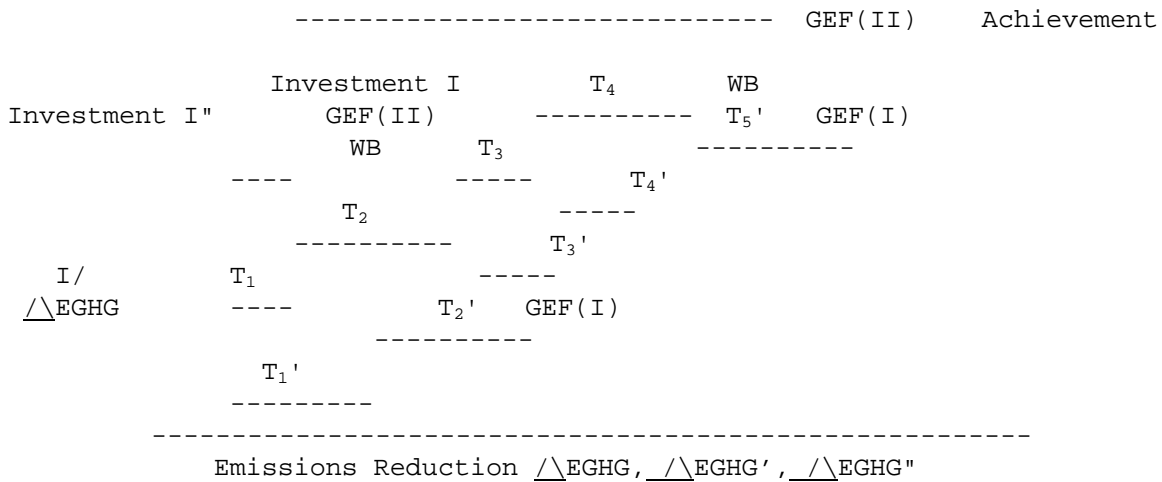 ------------------------------ GEF(II) Achievement
Investment I T₄ WB
Investment I" GEF(II) ---------- T₅' GEF(I)
WB T₃ ----------
---- ----- T₄'
T₂ -----
---------- T₃'
I/ T₁ -----
/\EGHG ---- T₂' GEF(I)
----------
T₁'
---------
-------------------------------------------------------
Emissions Reduction /\EGHG, /\EGHG’, /\EGHG"